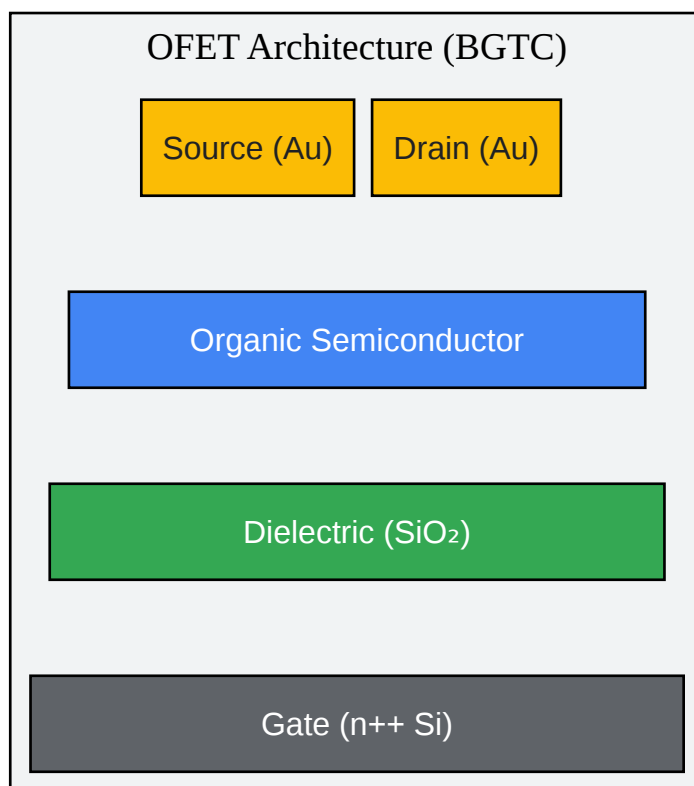 OFET Architecture (BGTC)
Source (Au)
Drain (Au)
Organic Semiconductor
Dielectric (SiO₂)
Gate (n++ Si)